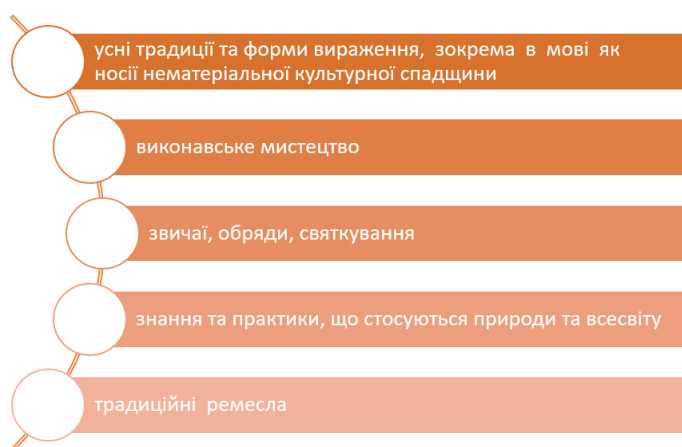 усні традиції та форми вираження, зокрема в мові як
носії нематеріальної культурної спадщини
виконавське мистецтво
звичаї, обряди, святкування
знання та практики, що стосуються природи та всесвіту
традиційні ремесла